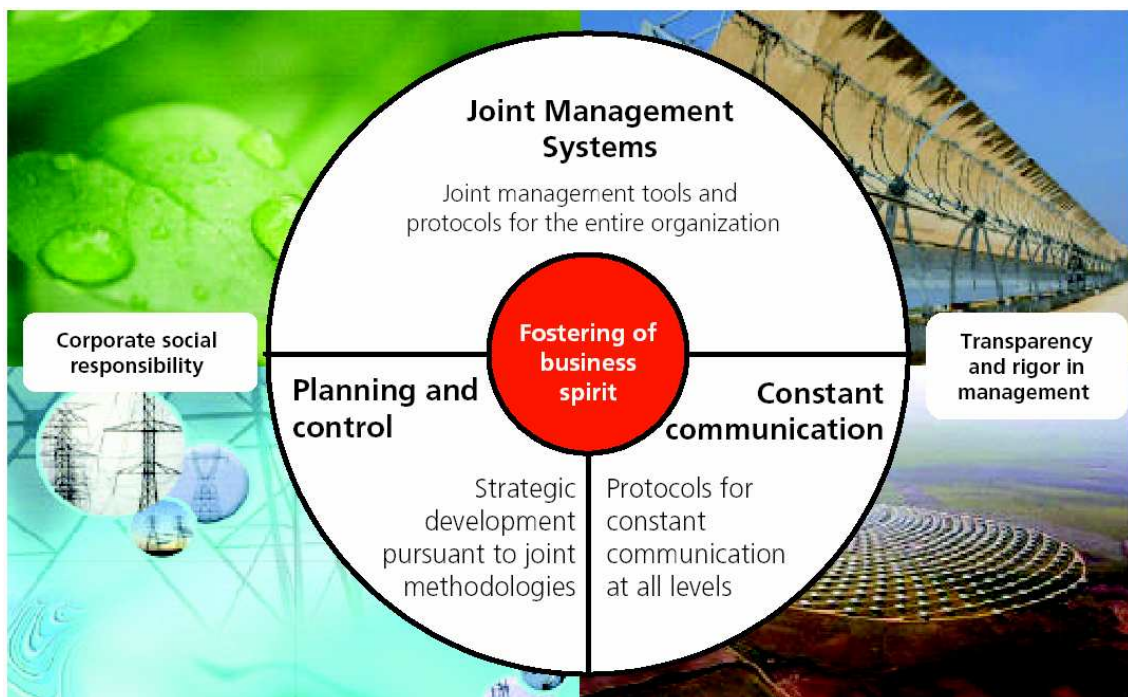 Joint Management
Systems
Joint management tools and
protocols for the entire organization
Corporate social
responsibility
Fostering of
business
spirit
Transparency
and rigor in
management
Planning and
control
Constant
communication
Strategic
development
pursuant to joint
methodologies
Protocols for
constant
communication
at all levels